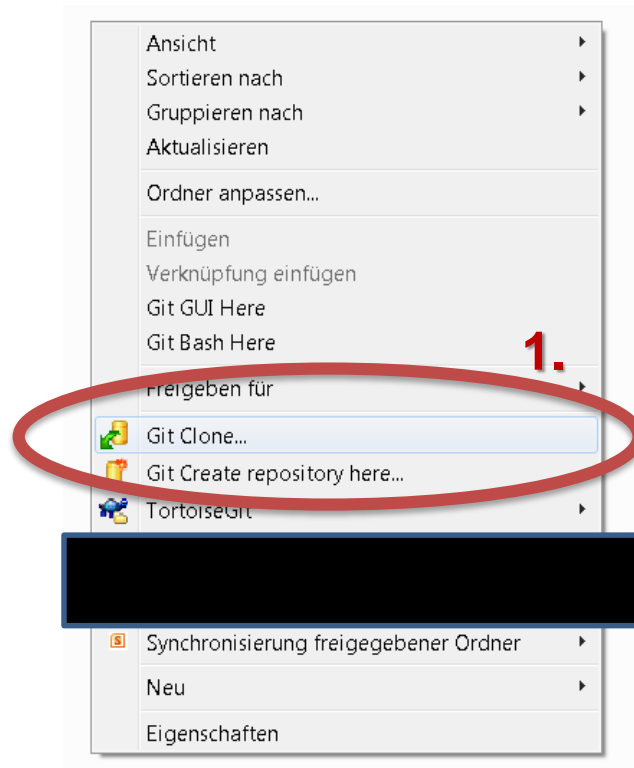 Ansicht
Sortieren nach
Gruppieren nach
Aktualisieren
Ordner anpassen...
Einfügen
Verknüpfung einfügen
Git GUI Here
Git Bash Here
1.
Freigeben für
Git Clone...
Git Create repository here...
TortoiseGit
Synchronisierung freigegebener Ordner
Neu
Eigenschaften